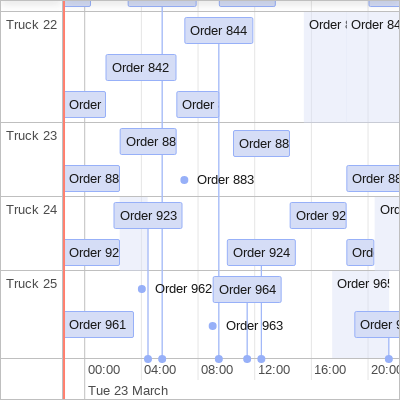 Truck 22
Order 844
Order
Order 84
Order 842
Order
Order
Truck 23
Order 88
Order 88
Order 88
Order 883
Order 88
Truck 24
Order 923
Order 92
Ord
Order 92
Order 924
Ord
Truck 25
Order 962
Order 964
Order 965
Order 961
Order 963
Order
00:00
04:00
08:00
12:00
16:00
20:00
Tue 23 March